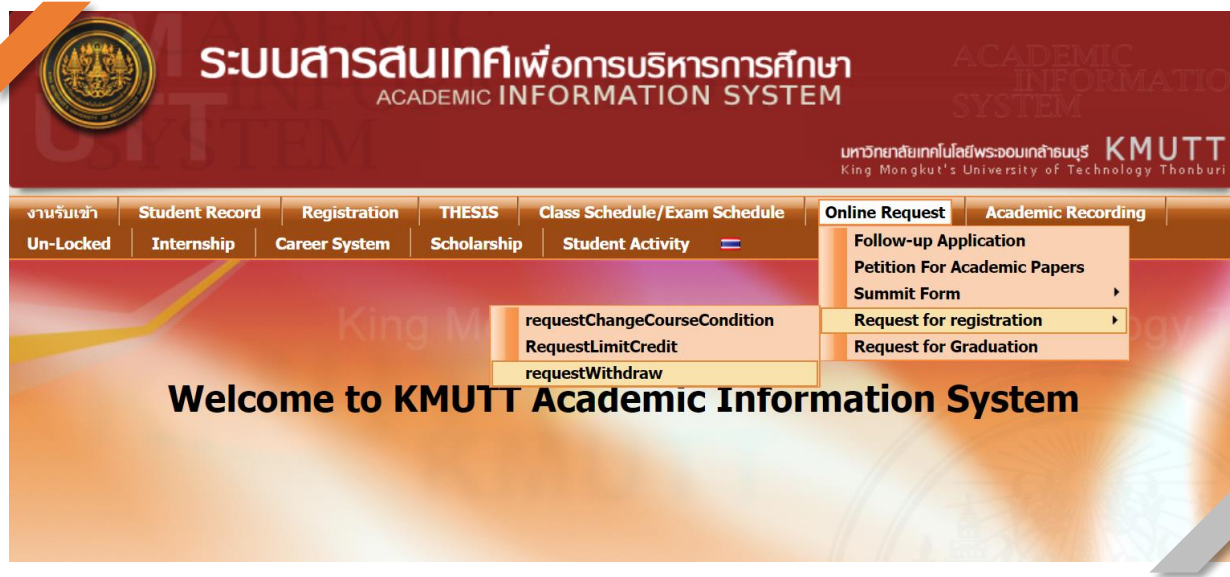 ระบบสารสนเทศเพื่อการบริหารการศึกษา
ACADEMIC INFORMATION SYSTEM
ACADEMIC
INFORMATIO
SYSTEM
มหาวิทยาลัยเทคโนโลยีพระจอมเกล้าธนบุรี KMUTT
King Mongkut's University of Technology Thonburi
งานรับเข้า Student Record Registration THESIS Class Schedule/Exam Schedule Online Request Academic Recording
Un-Locked Internship Career System Scholarship Student Activity
Follow-up Application
Petition For Academic Papers
Summit Form
Request for registration
Request for Graduation
requestChangeCourseCondition
RequestLimitCredit
requestWithdraw
Welcome to KMUTT Academic Information System